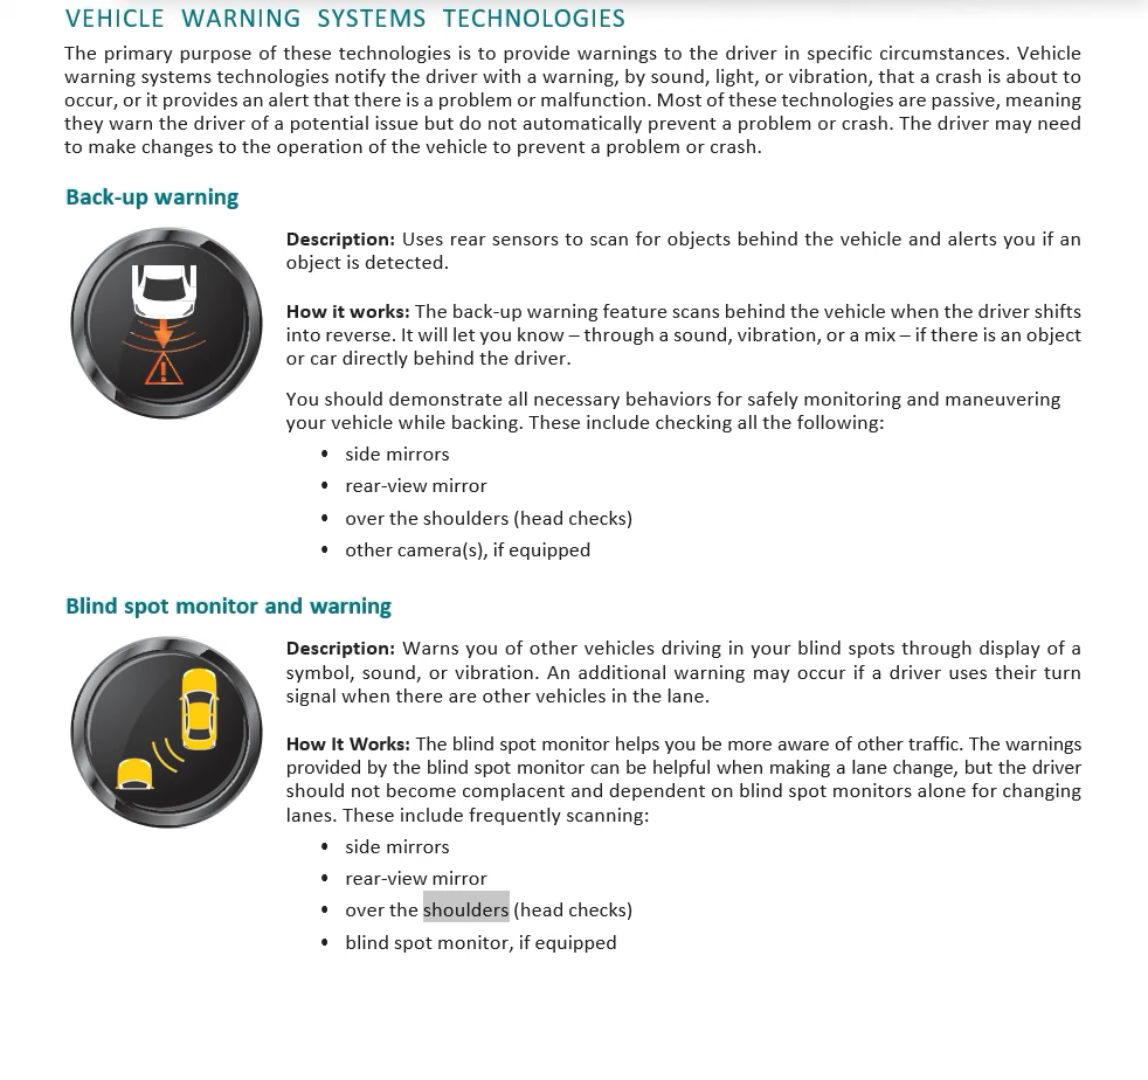 VEHICLE WARNING SYSTEMS TECHNOLOGIES
The primary purpose of these technologies is to provide warnings to the driver in specific circumstances. Vehicle
warning systems technologies notify the driver with a warning, by sound, light, or vibration, that a crash is about to
occur, or it provides an alert that there is a problem or malfunction. Most of these technologies are passive, meaning
they warn the driver of a potential issue but do not automatically prevent a problem or crash. The driver may need
to make changes to the operation of the vehicle to prevent a problem or crash.
Back-up warning
Description: Uses rear sensors to scan for objects behind the vehicle and alerts you if an
object is detected.
How it works: The back-up warning feature scans behind the vehicle when the driver shifts
into reverse. It will let you know – through a sound, vibration, or a mix – if there is an object
or car directly behind the driver.
You should demonstrate all necessary behaviors for safely monitoring and maneuvering
your vehicle while backing. These include checking all the following:
• side mirrors
• rear-view mirror
• over the shoulders (head checks)
• other camera(s), if equipped
Blind spot monitor and warning
Description: Warns you of other vehicles driving in your blind spots through display of a
symbol, sound, or vibration. An additional warning may occur if a driver uses their turn
signal when there are other vehicles in the lane.
How It Works: The blind spot monitor helps you be more aware of other traffic. The warnings
provided by the blind spot monitor can be helpful when making a lane change, but the driver
should not become complacent and dependent on blind spot monitors alone for changing
lanes. These include frequently scanning:
• side mirrors
• rear-view mirror
• over the shoulders (head checks)
• blind spot monitor, if equipped